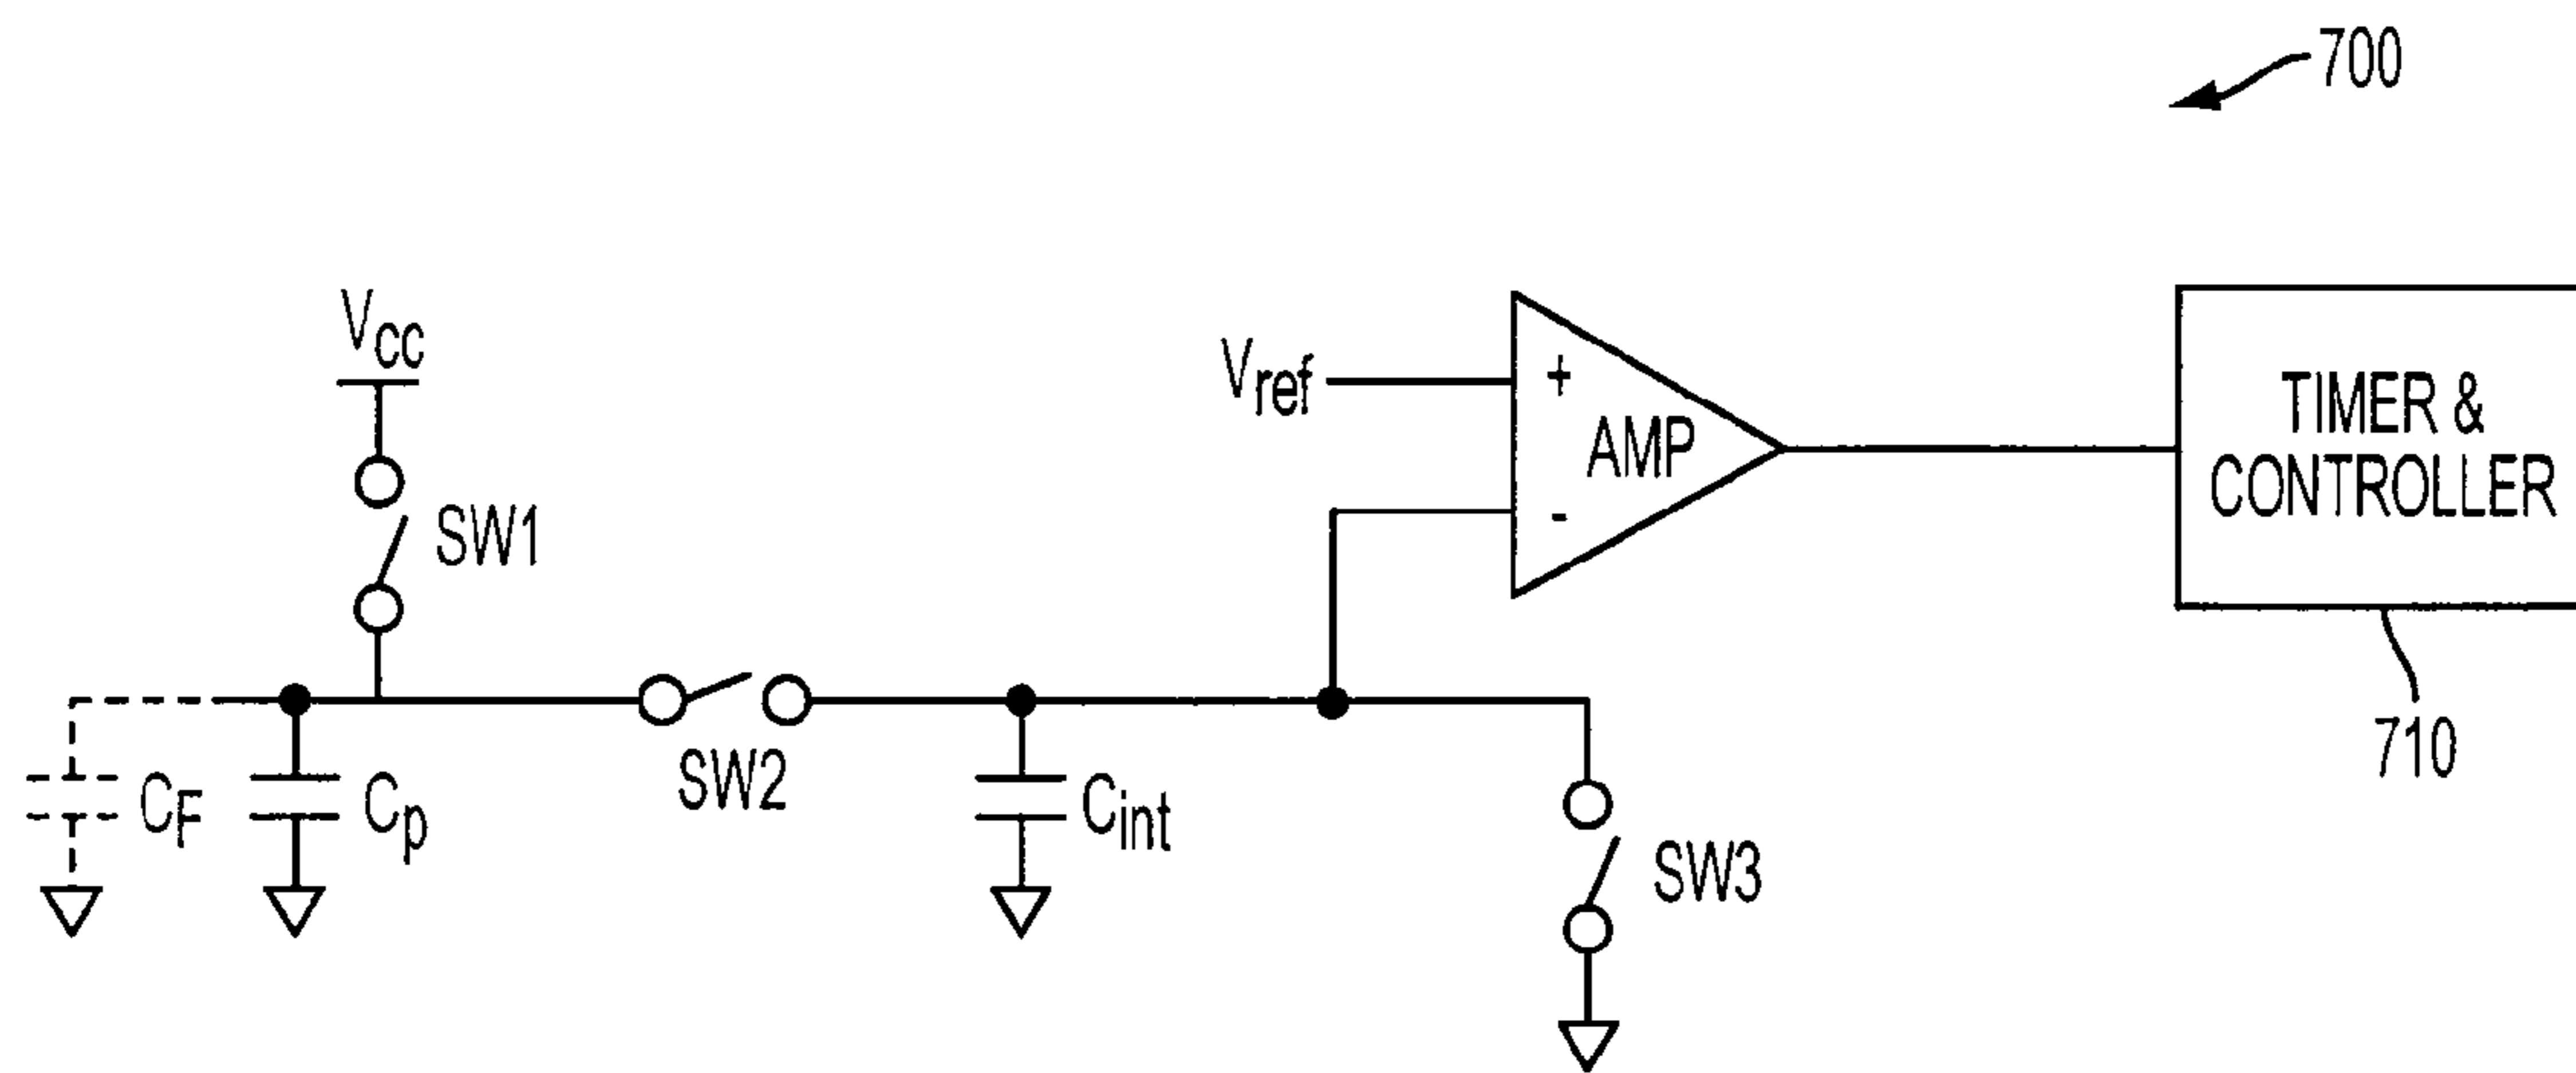 700
Vcc
Vref
+
AMP
-
TIMER &
CONTROLLER
SW1
SW2
CF
Cp
Cint
SW3
710